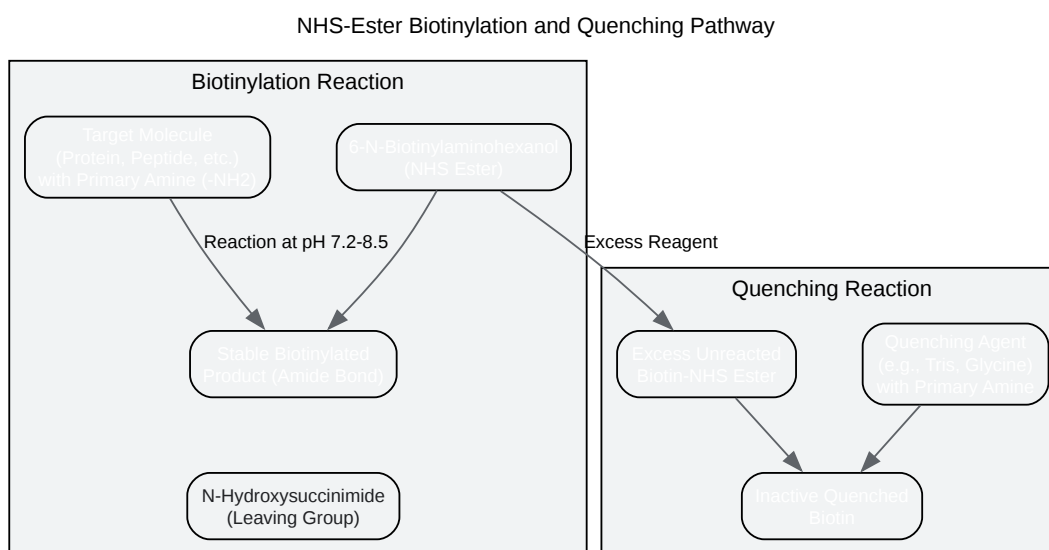 NHS-Ester Biotinylation and Quenching Pathway
Biotinylation Reaction
Target Molecule
(Protein, Peptide, etc.)
with Primary Amine (-NH2)
6-N-Biotinylaminohexanol
(NHS Ester)
Reaction at pH 7.2-8.5
Excess Reagent
Stable Biotinylated
Product (Amide Bond)
N-Hydroxysuccinimide
(Leaving Group)
Quenching Reaction
Excess Unreacted
Biotin-NHS Ester
Quenching Agent
(e.g., Tris, Glycine)
with Primary Amine
Inactive Quenched
Biotin